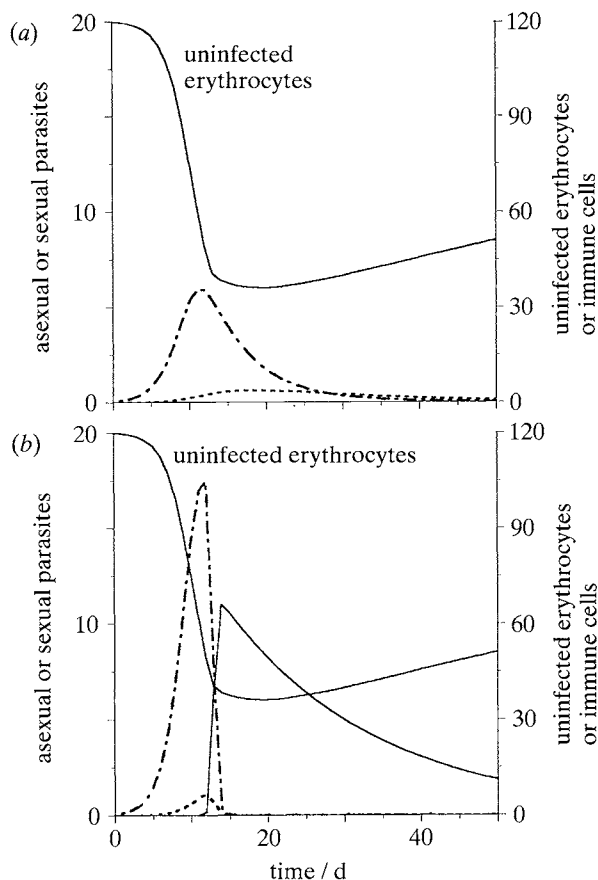 (a)
20
10
0
asexual or sexual parasites
uninfected
erythrocytes
120
90
60
30
0
uninfected erythrocytes
or immune cells
(b)
20
10
0
asexual or sexual parasites
uninfected erythrocytes
120
90
60
30
0
uninfected erythrocytes
or immune cells
0
20
40
time / d